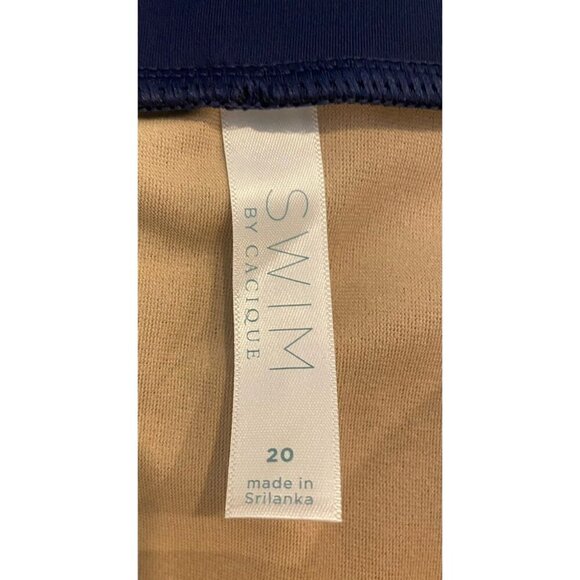 SWIM
BY CACIQUE
20
made in
Srilanka